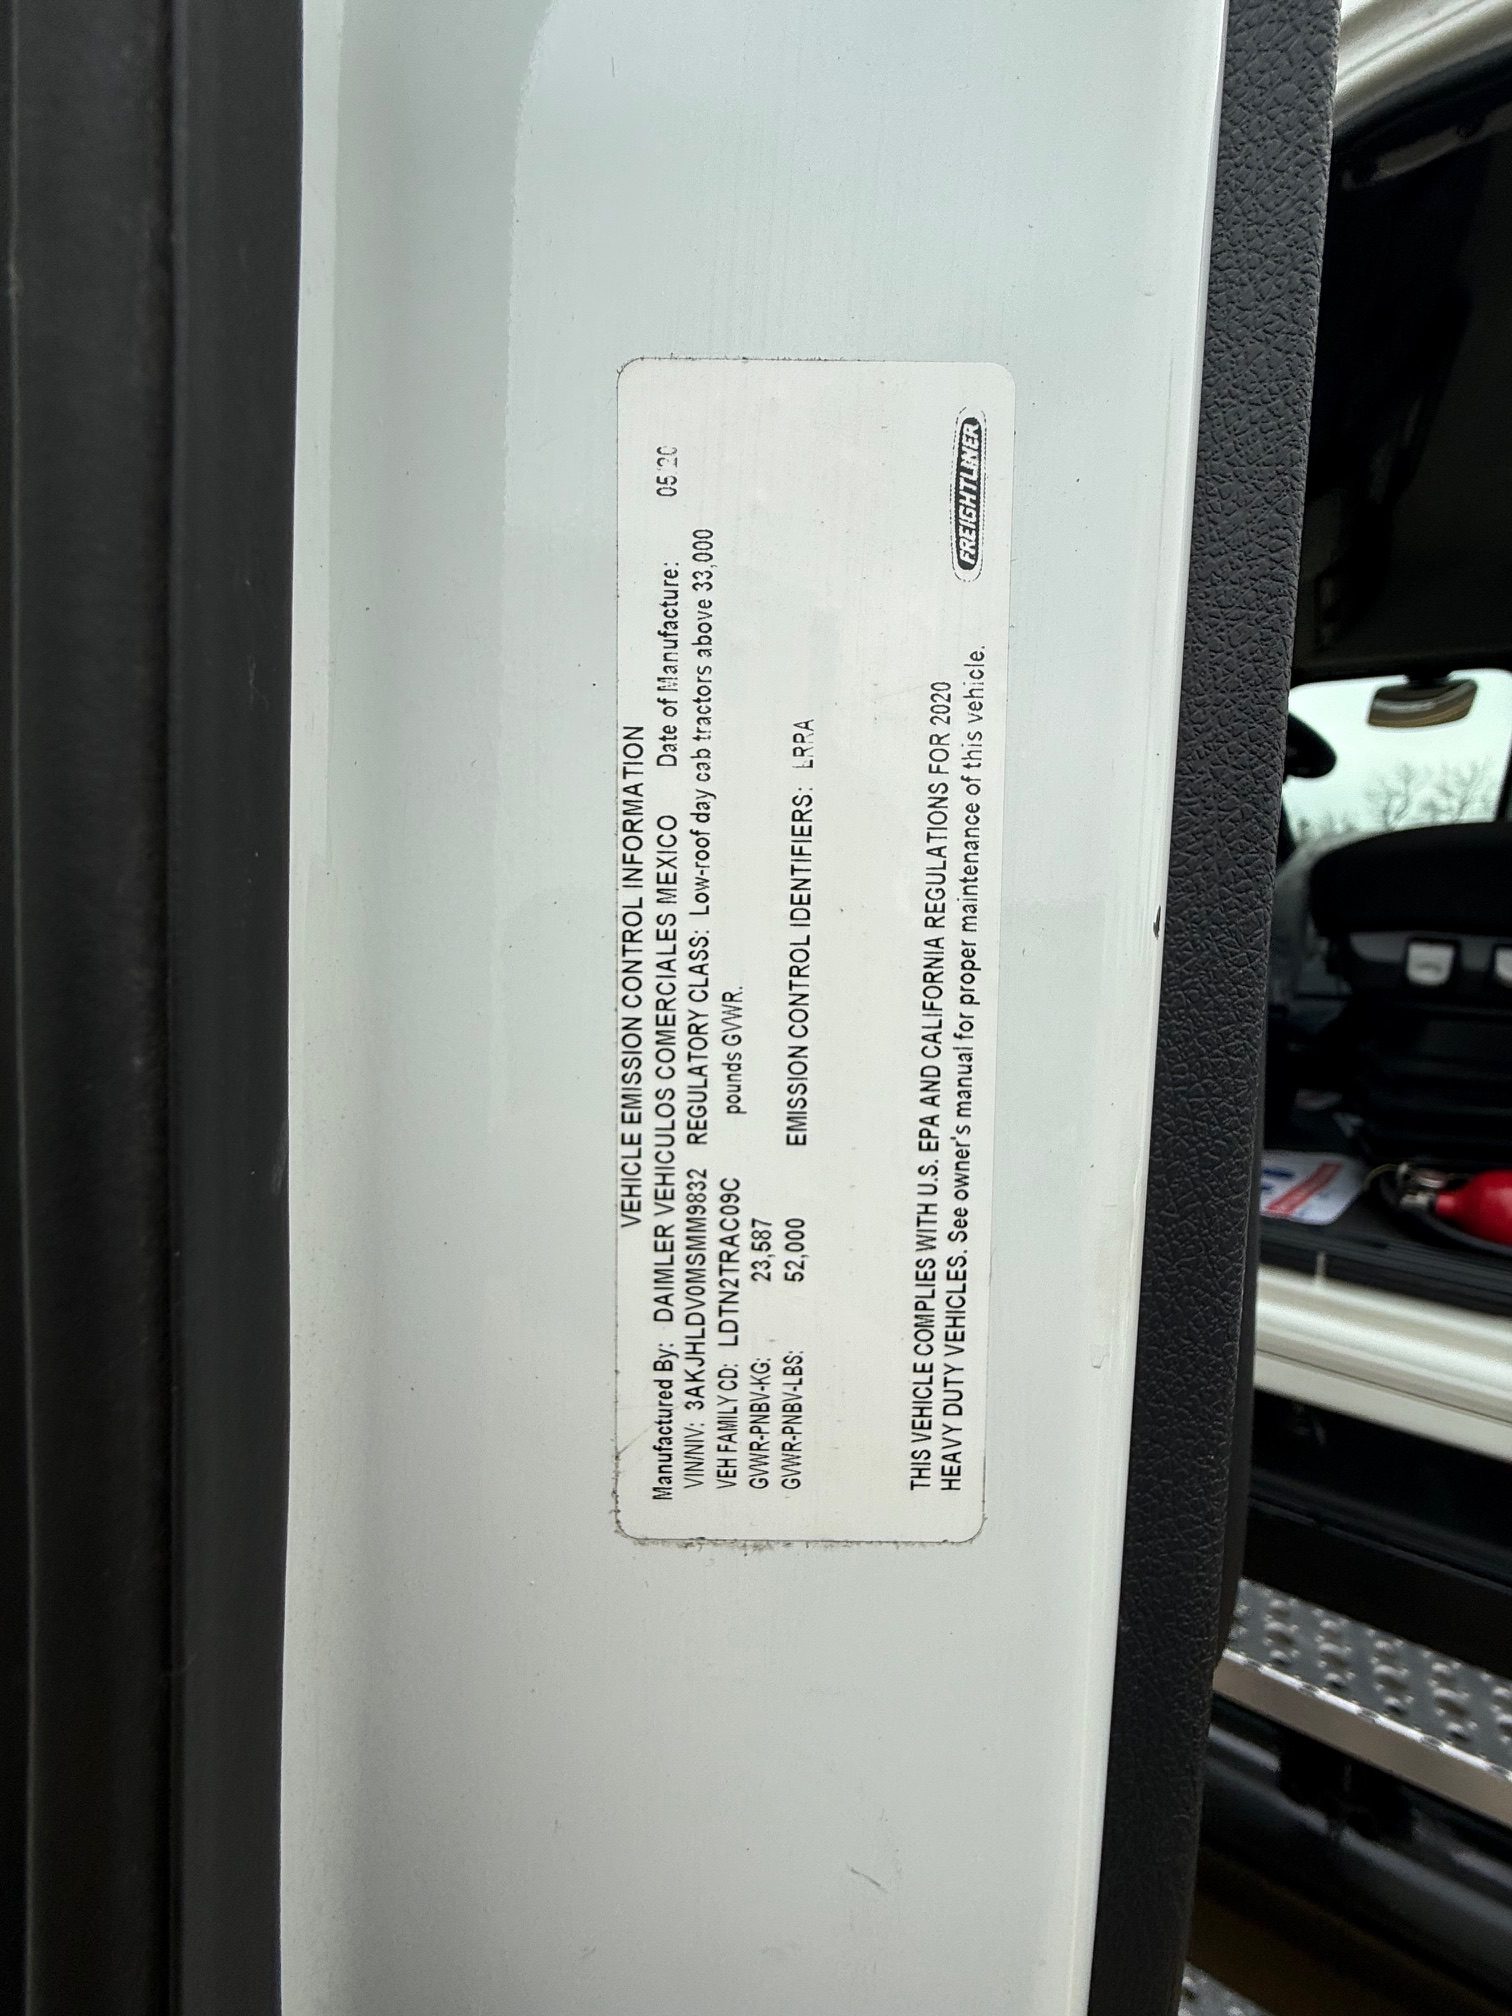 VEHICLE EMISSION CONTROL INFORMATION
Manufactured By: DAIMLER VEHICULOS COMERCIALES MEXICO Date of Manufacture: 05 20
VIN/NIV: 3AKJHLDV0MSMM9832 REGULATORY CLASS: Low-roof day cab tractors above 33,000
VEH FAMILY CD: LDTN2TRAC09C pounds GVWR.
GVWR-PNBV-KG: 23,587
GVWR-PNBV-LBS: 52,000 EMISSION CONTROL IDENTIFIERS: LRRA
THIS VEHICLE COMPLIES WITH U.S. EPA AND CALIFORNIA REGULATIONS FOR 2020
HEAVY DUTY VEHICLES. See owner's manual for proper maintenance of this vehicle.
FREIGHTLINER